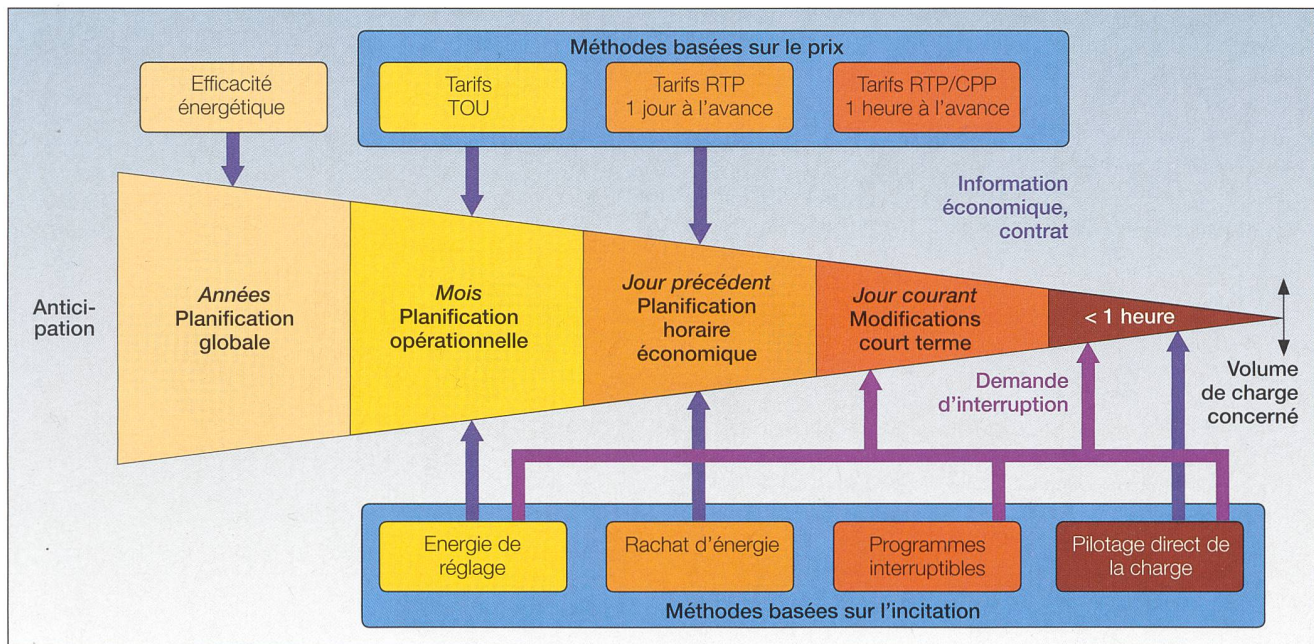 Méthodes basées sur le prix
Efficacité
énergétique
Tarifs
TOU
Tarifs RTP
1 jour à l'avance
Tarifs RTP/CPP
1 heure à l'avance
Information
économique,
contrat
Antici-
pation
Années
Planification
globale
Mois
Planification
opérationnelle
Jour précédent
Planification
horaire
économique
Jour courant
Modifications
court terme
< 1 heure
Volume
de charge
concerné
Demande
d'interruption
Energie de
réglage
Rachat d'énergie
Programmes
interruptibles
Pilotage direct de
la charge
Méthodes basées sur l'incitation